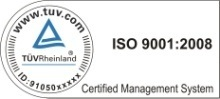 www.tuv.com
TÜVRheinland
ID:91050xxxxx
ISO 9001:2008
Certified Management System